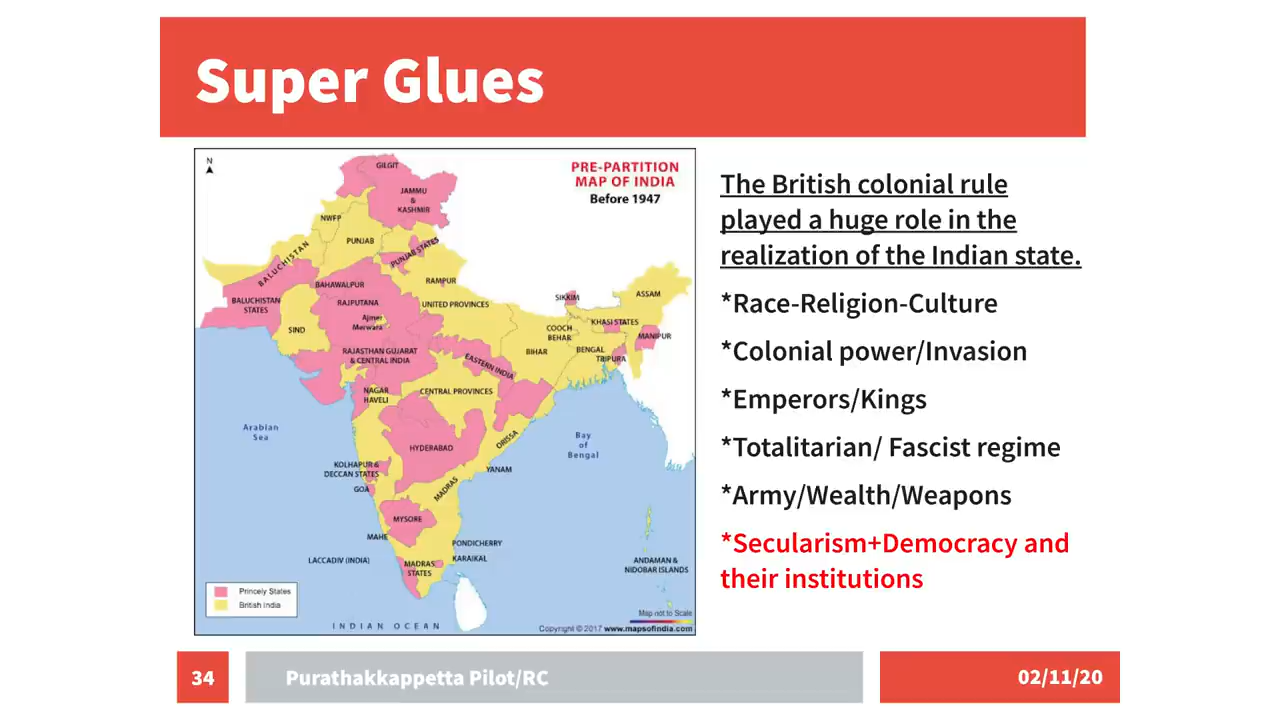 Super Glues
N
PRE-PARTITION
MAP OF INDIA
Before 1947
GILGIT
JAMMU
&
KASHMIR
NWFP
PUNJAB
PUNJAB STATES
BALUCHISTAN
BAHAWALPUR
RAMPUR
BALUCHISTAN
STATES
RAJPUTANA
UNITED PROVINCES
SIKKIM
ASSAM
Ajmer
Merwara
SIND
COOCH
BEHAR
KHASI STATES
MANIPUR
RAJASTHAN GUJARAT
& CENTRAL INDIA
BIHAR
BENGAL
TRIPURA
EASTERN INDIA
NAGAR
HAVELI
CENTRAL PROVINCES
Arabian
Sea
Bay
of
Bengal
HYDERABAD
ORISSA
KOLHAPUR &
DECCAN STATES
YANAM
GOA
MADRAS
MYSORE
MAHE
PONDICHERRY
LACCADIV (INDIA)
MADRAS
STATES
KARAIKAL
ANDAMAN &
NIDOBAR ISLANDS
Princely States
British India
INDIAN OCEAN
Map not to Scale
Copyright © 2017 www.mapsofindia.com
The British colonial rule
played a huge role in the
realization of the Indian state.
*Race-Religion-Culture
*Colonial power/Invasion
*Emperors/Kings
*Totalitarian/ Fascist regime
*Army/Wealth/Weapons
*Secularism+Democracy and
their institutions
34
Purathakkappetta Pilot/RC
02/11/20